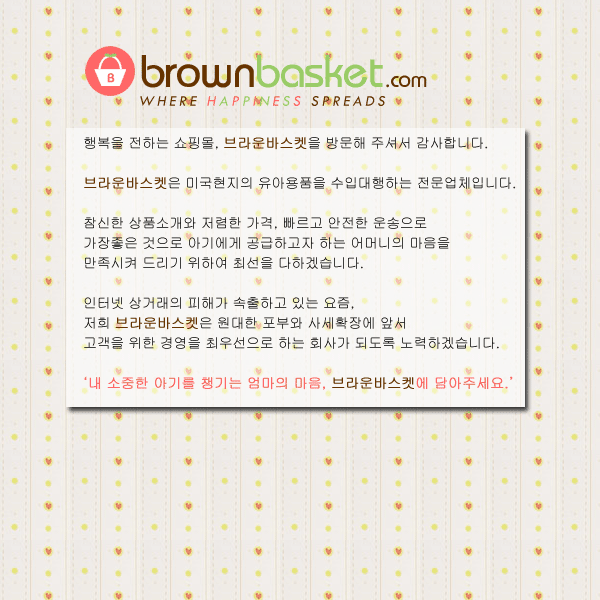 B
brownbasket.com
WHERE HAPPINESS SPREADS
행복을 전하는 쇼핑몰, 브라운바스켓을 방문해 주셔서 감사합니다.
브라운바스켓은 미국현지의 유아용품을 수입대행하는 전문업체입니다.
참신한 상품소개와 저렴한 가격, 빠르고 안전한 운송으로
가장좋은 것으로 아기에게 공급하고자 하는 어머니의 마음을
만족시켜 드리기 위하여 최선을 다하겠습니다.
인터넷 상거래의 피해가 속출하고 있는 요즘,
저희 브라운바스켓은 원대한 포부와 사세확장에 앞서
고객을 위한 경영을 최우선으로 하는 회사가 되도록 노력하겠습니다.
'내 소중한 아기를 챙기는 엄마의 마음, 브라운바스켓에 담아주세요.'